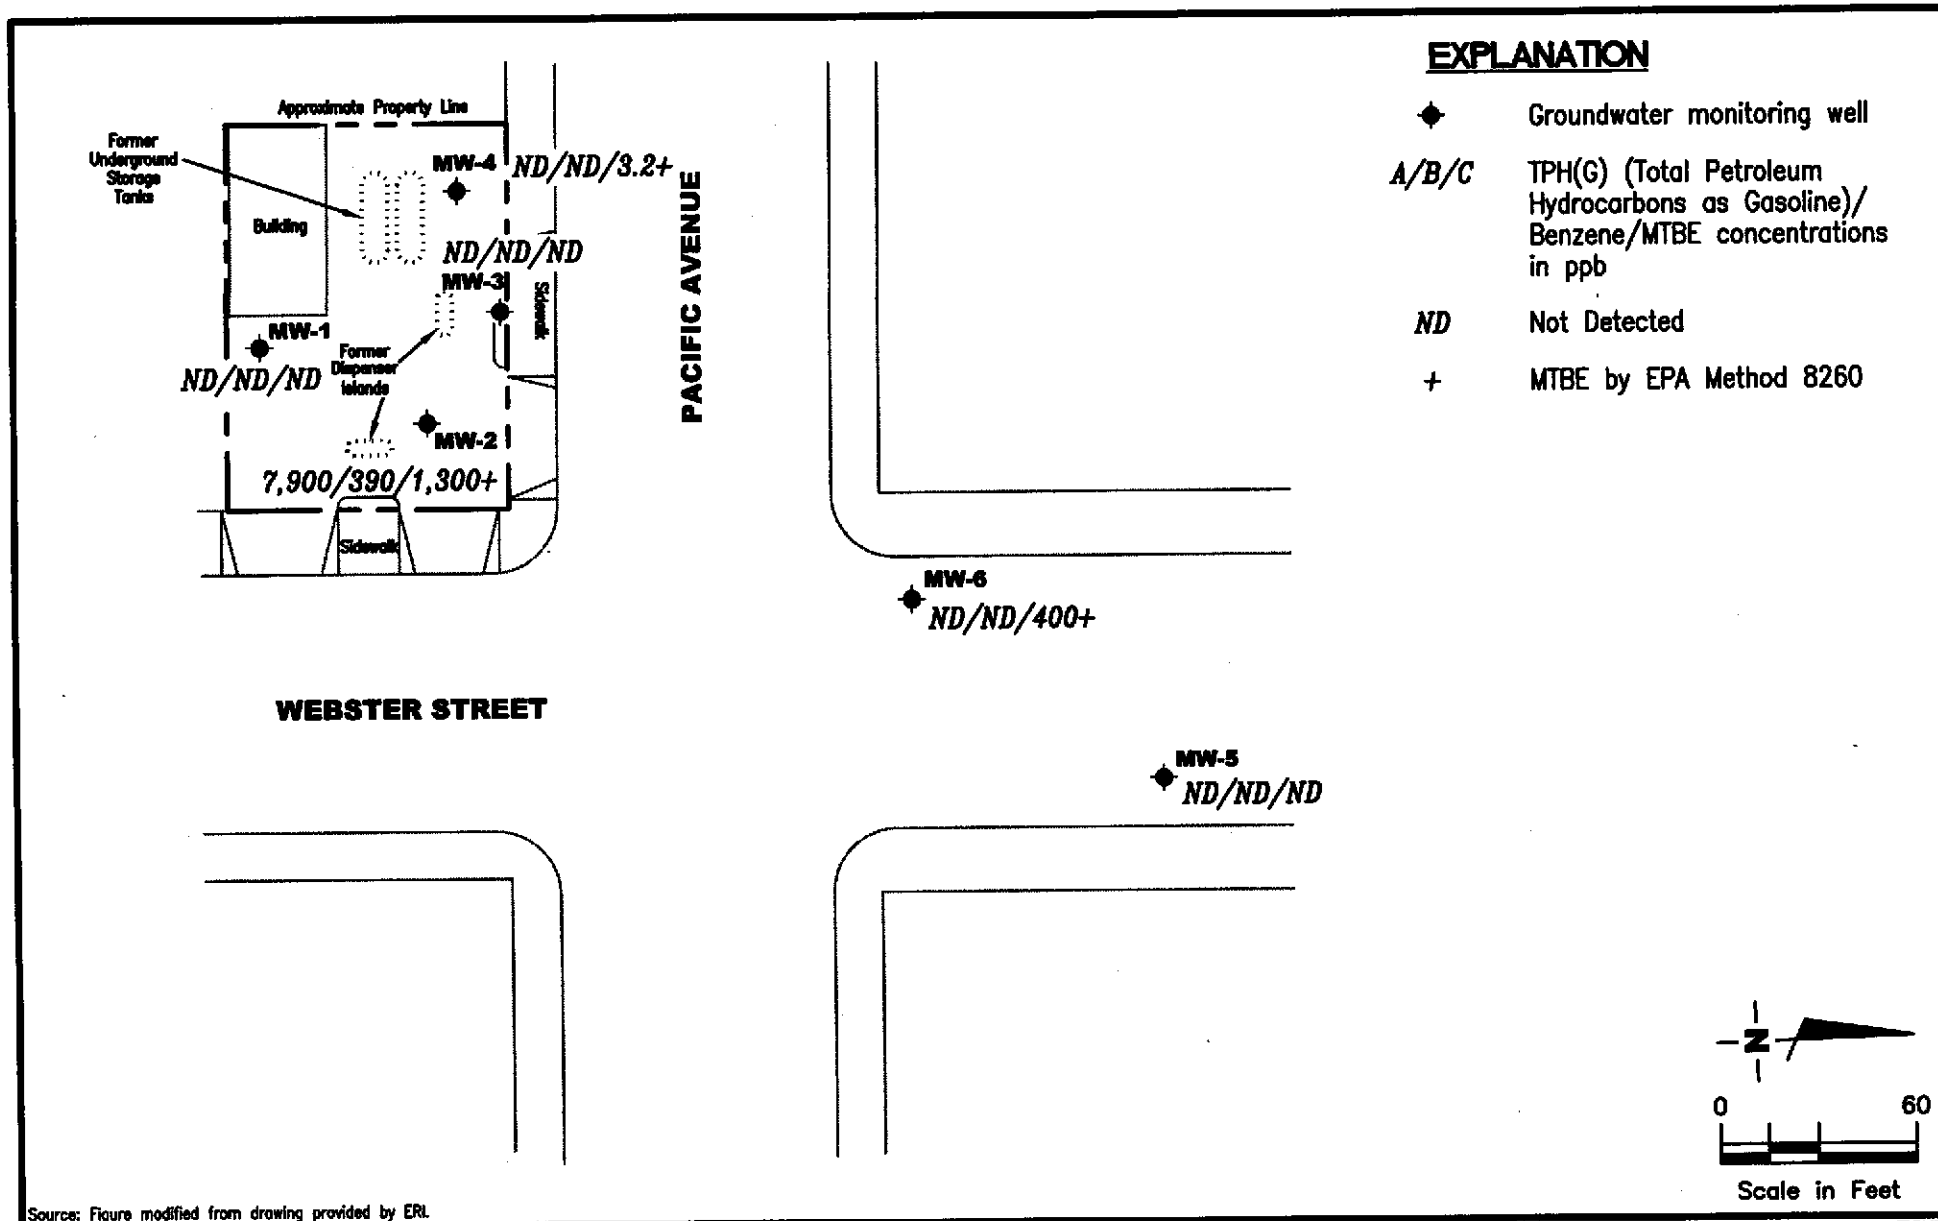 EXPLANATION
Groundwater monitoring well
A/B/C
TPH(G) (Total Petroleum
Hydrocarbons as Gasoline)/
Benzene/MTBE concentrations
in ppb
ND
Not Detected
+
MTBE by EPA Method 8260
Approximate Property Line
Former
Underground
Storage
Tanks
Building
MW-4
ND/ND/3.2+
ND/ND/ND
MW-3
Sidewalk
MW-1
ND/ND/ND
Former
Dispenser
Islands
MW-2
7,900/390/1,300+
Sidewalk
PACIFIC AVENUE
MW-6
ND/ND/400+
WEBSTER STREET
MW-5
ND/ND/ND
N
0 60
Scale in Feet
Source: Figure modified from drawing provided by ERI.